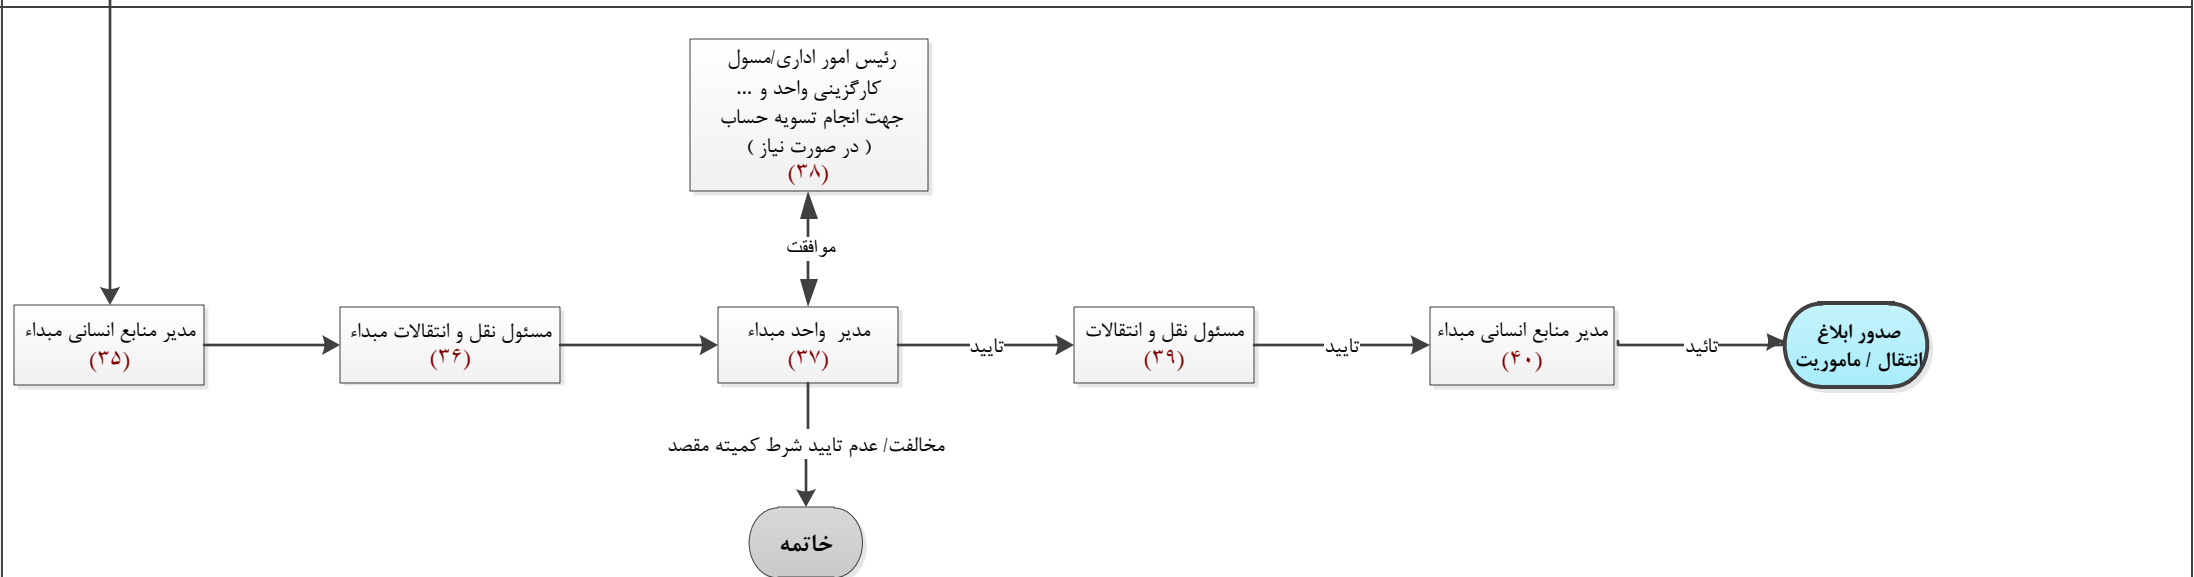 رئیس امور اداری/مسول
کارگزینی واحد و ...
جهت انجام تسویه حساب
( در صورت نیاز )
(۳۸)
موافقت
مدیر منابع انسانی مبداء
(۳۵)
مسئول نقل و انتقالات مبداء
(۳۶)
مدیر واحد مبداء
(۳۷)
تایید
مسئول نقل و انتقالات
(۳۹)
تایید
مدیر منابع انسانی مبداء
(۴۰)
تائید
صدور ابلاغ
انتقال / ماموریت
مخالفت/ عدم تایید شرط کمیته مقصد
خاتمه